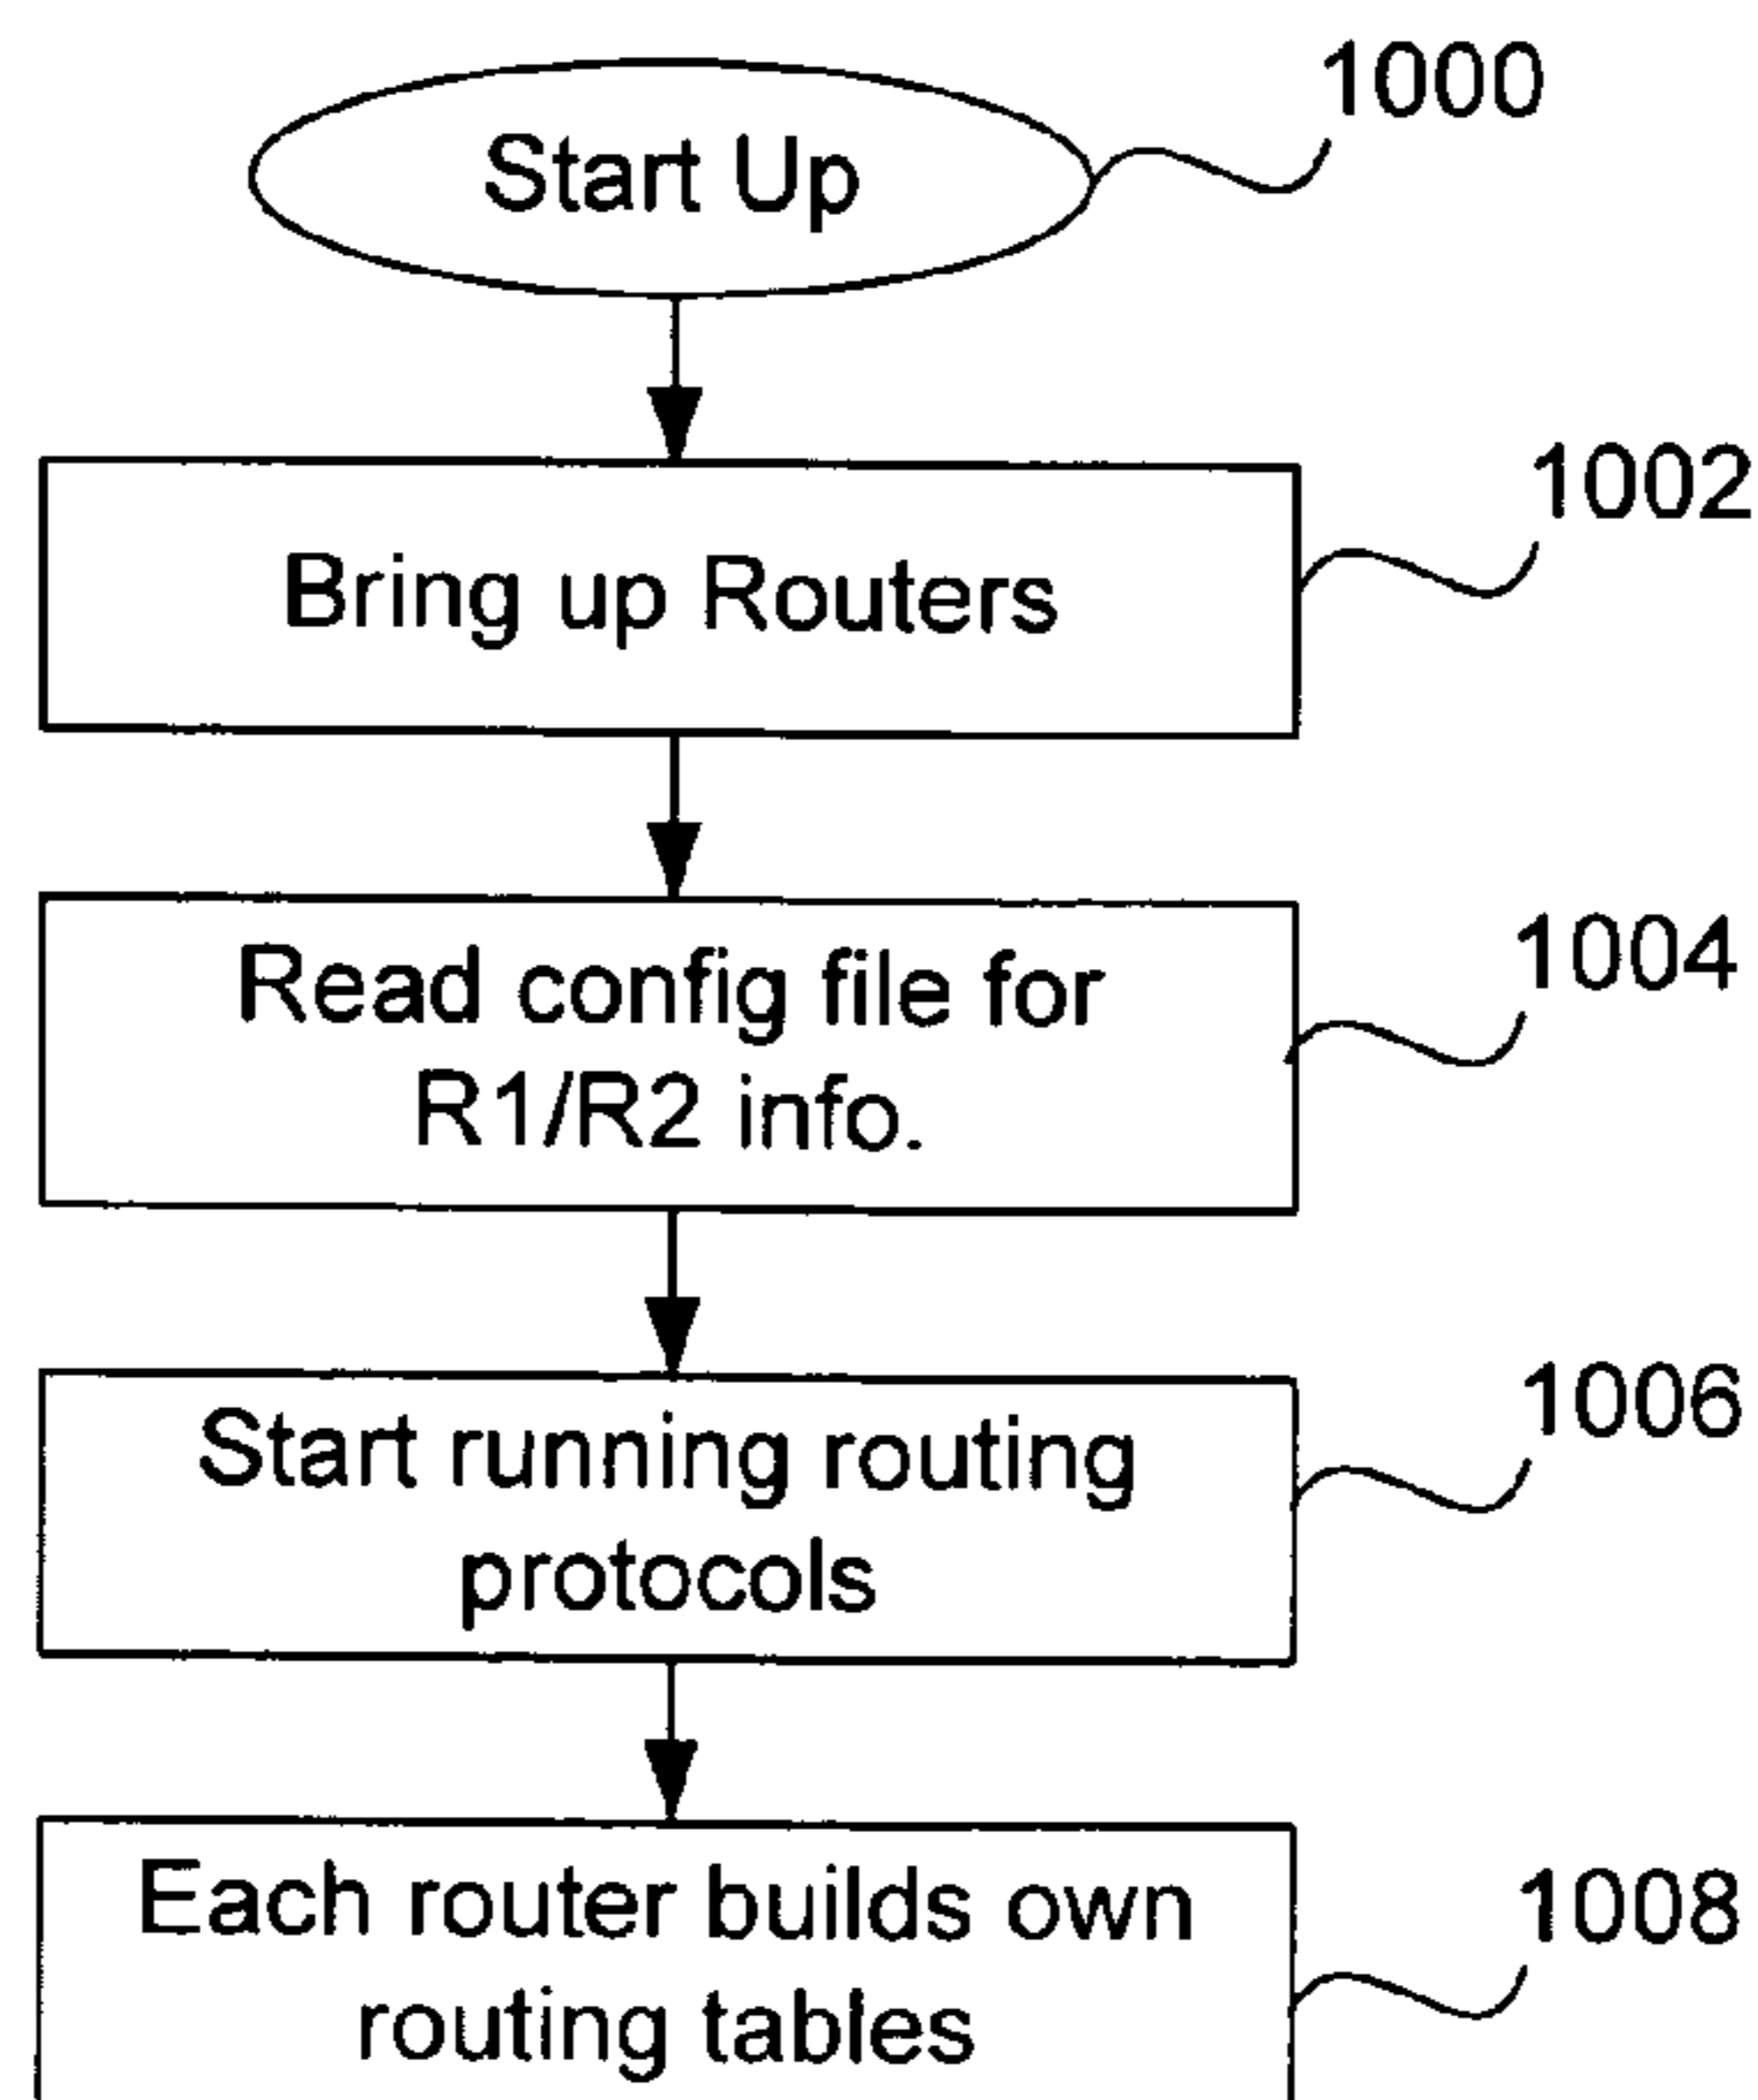 Start Up
1000
Bring up Routers
1002
Read config file for
R1/R2 info.
1004
Start running routing
protocols
1006
Each router builds own
routing tables
1008